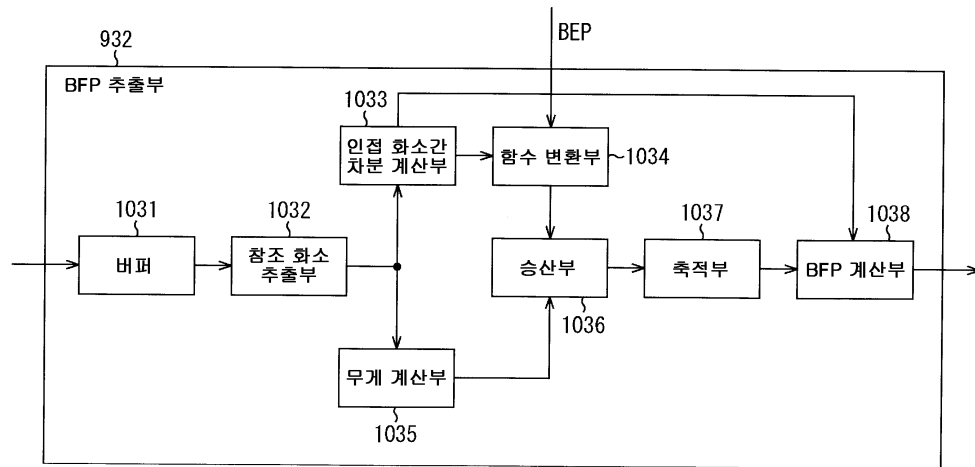 932
BEP
BFP 추출부
1033
인접 화소간
차분 계산부
함수 변환부
1034
1031
버퍼
1032
참조 화소
추출부
승산부
1036
1037
축적부
1038
BFP 계산부
무게 계산부
1035